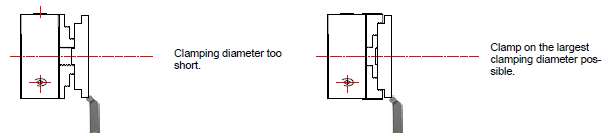 Clamping diameter too
short.
Clamp on the largest
clamping diameter pos-
sible.